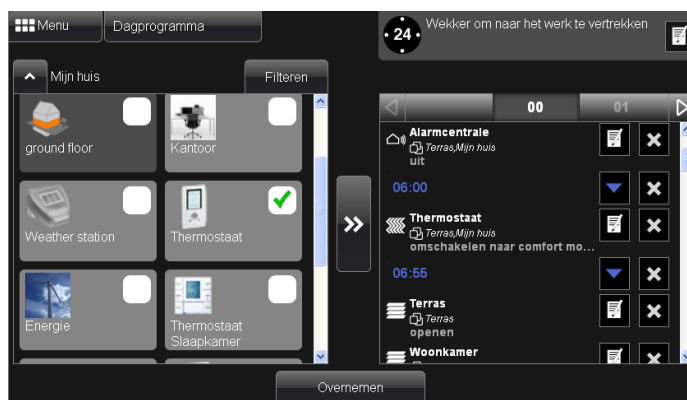 Menu
Dagprogramma
24
Wekker om naar het werk te vertrekken
Mijn huis
Filteren
ground floor
Kantoor
Weather station
Thermostaat
Energie
Thermostaat
Slaapkamer
00
01
Alarmcentrale
Terras,Mijn huis
uit
06:00
Thermostaat
Terras,Mijn huis
omschakelen naar comfort mo...
06:55
Terras
Terras
openen
Woonkamer
Overnemen